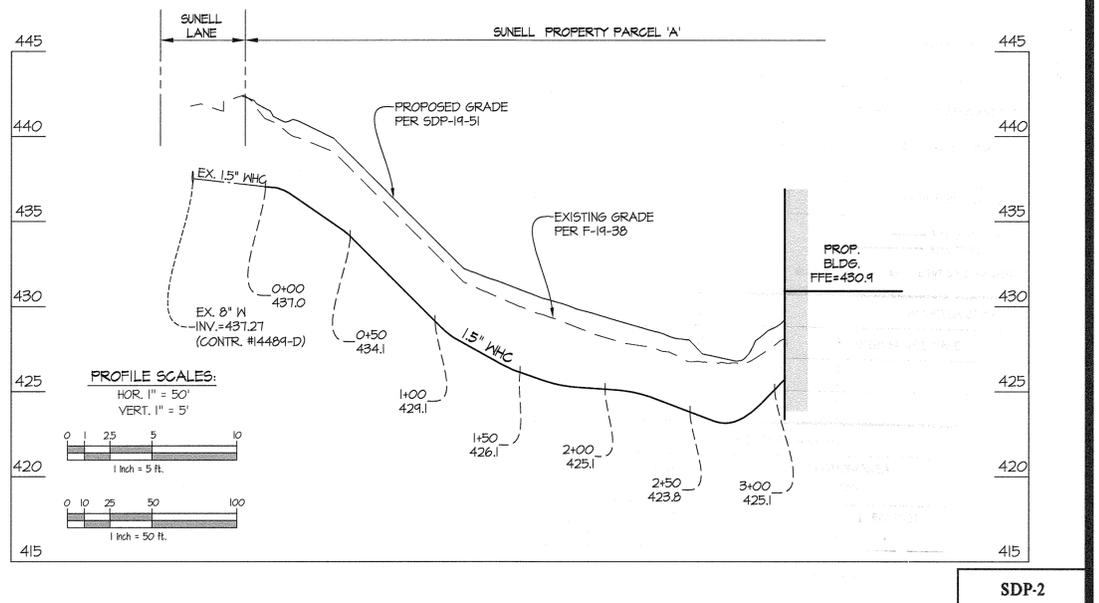 SUNELL
LANE
SUNELL PROPERTY PARCEL 'A'
445
445
PROPOSED GRADE
PER SDP-19-51
440
440
EX. 1.5" WHC
435
435
EXISTING GRADE
PER F-19-38
PROP.
BLDG.
FFE=430.9
0+00
437.0
430
430
EX. 8" W
INV.=437.27
(CONTR. #14489-D)
0+50
434.1
1.5" WHC
PROFILE SCALES:
HOR. 1" = 50'
VERT. 1" = 5'
425
425
1+00
429.1
0 1 2.5 5 10
1 Inch = 5 ft.
1+50
426.1
2+00
425.1
420
420
2+50
423.8
3+00
425.1
0 10 25 50 100
1 Inch = 50 ft.
415
415
SDP-2